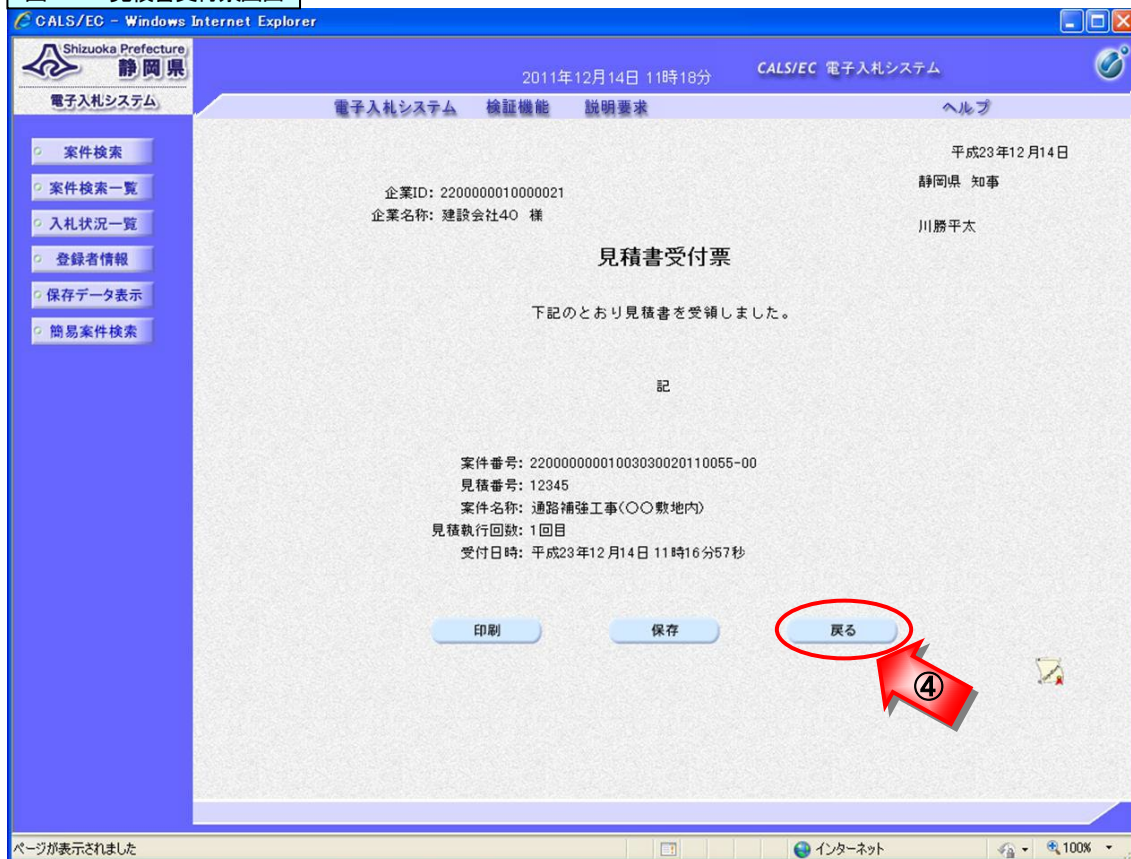 見積書受付票画面
CALS/EC - Windows Internet Explorer
Shizuoka Prefecture
静岡県
電子入札システム
2011年12月14日 11時18分
CALS/EC 電子入札システム
電子入札システム 検証機能 説明要求 ヘルプ
案件検索
案件検索一覧
入札状況一覧
登録者情報
保存データ表示
簡易案件検索
平成23年12月14日
静岡県 知事
川勝平太
企業ID: 2200000010000021
企業名称: 建設会社40 様
見積書受付票
下記のとおり見積書を受領しました。
記
案件番号: 22000000001003030020110055-00
見積番号: 12345
案件名称: 通路補強工事(〇〇敷地内)
見積執行回数: 1回目
受付日時: 平成23年12月14日 11時16分57秒
印刷 保存 戻る
④
ページが表示されました インターネット 100%